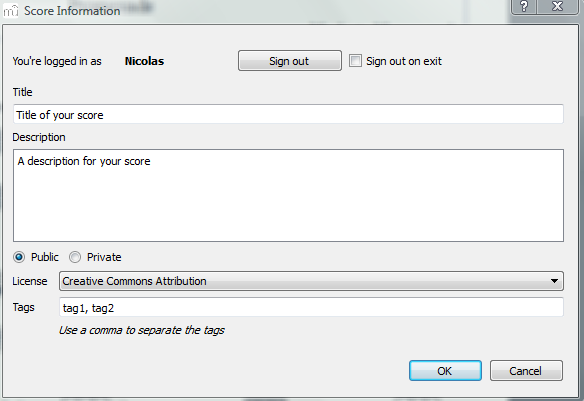 Score Information
You're logged in as Nicolas Sign out Sign out on exit
Title
Title of your score
Description
A description for your score
Public Private
License Creative Commons Attribution
Tags tag1, tag2
Use a comma to separate the tags
OK Cancel